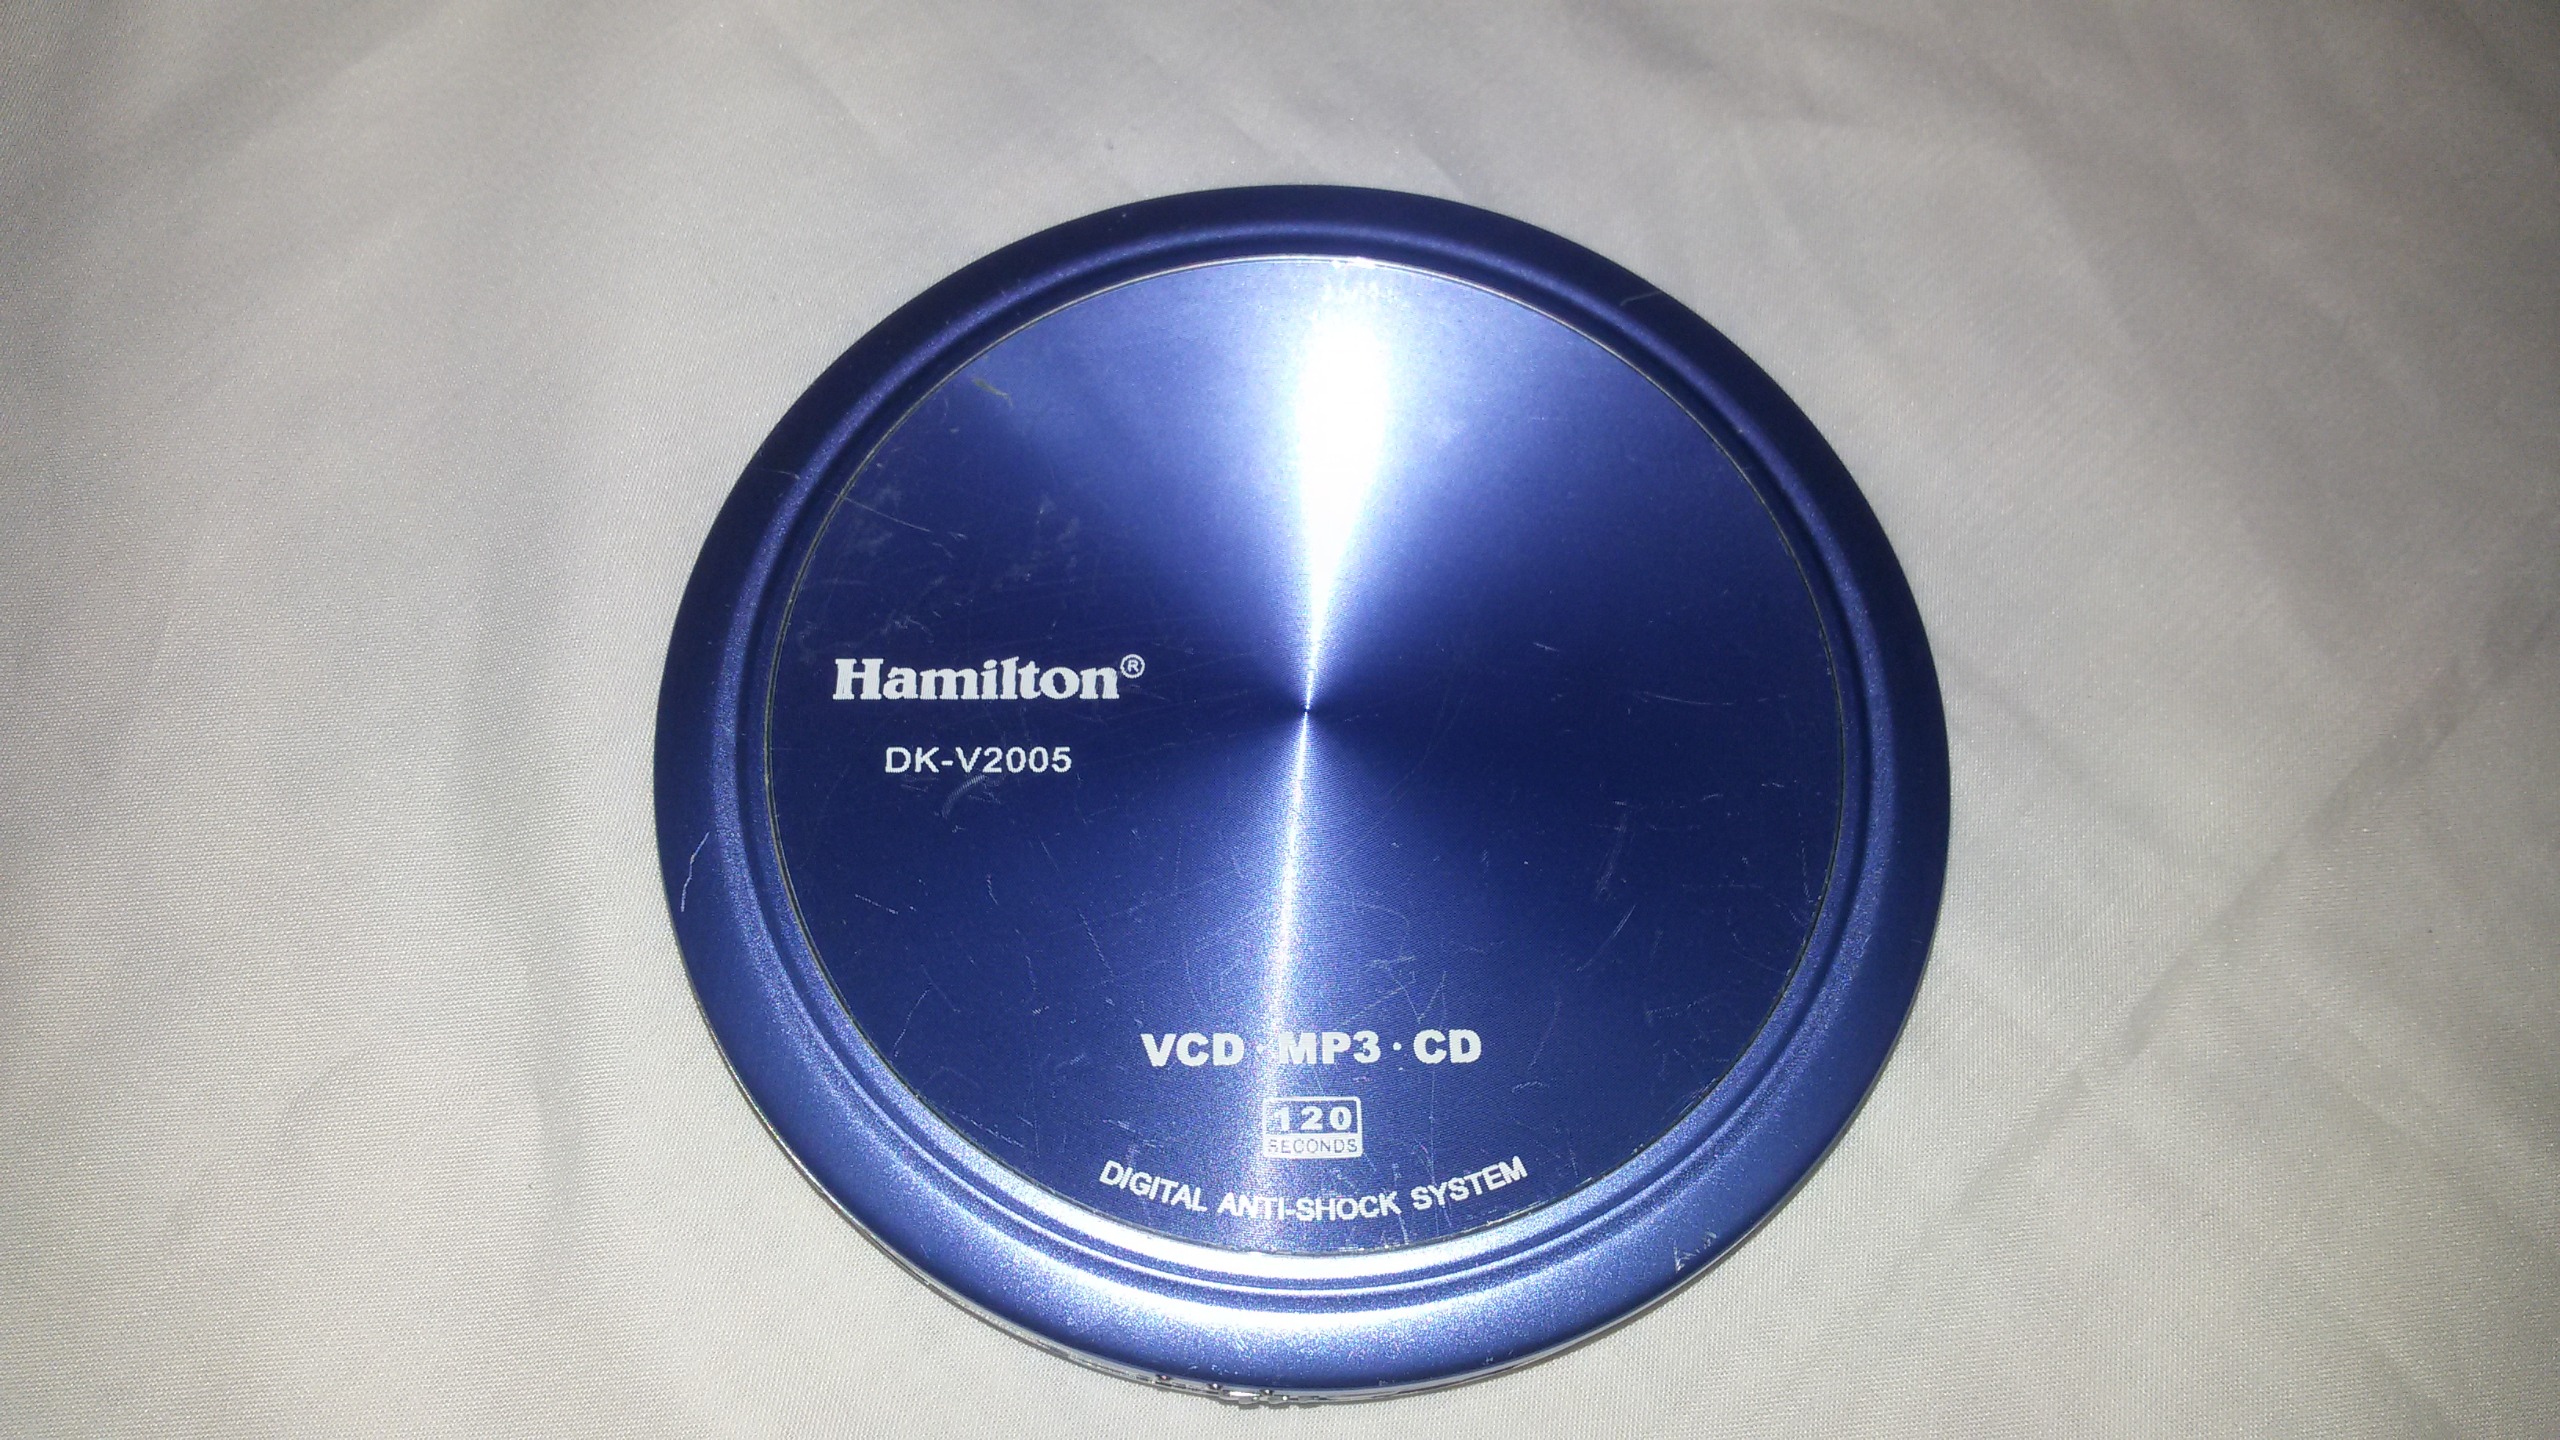 Hamilton®
DK-V2005
VCD · MP3 · CD
120
SECONDS
DIGITAL ANTI-SHOCK SYSTEM